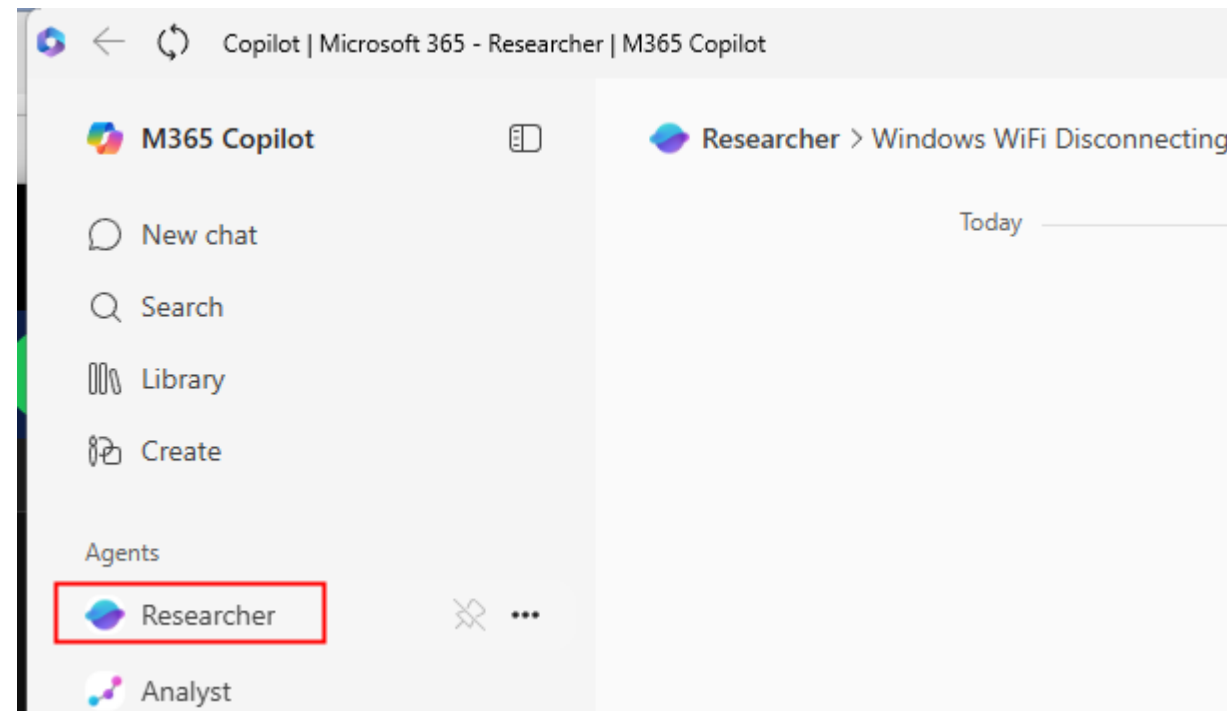 Copilot | Microsoft 365 - Researcher | M365 Copilot
M365 Copilot
New chat
Search
Library
Create
Agents
Researcher
Analyst
Researcher > Windows WiFi Disconnecting
Today